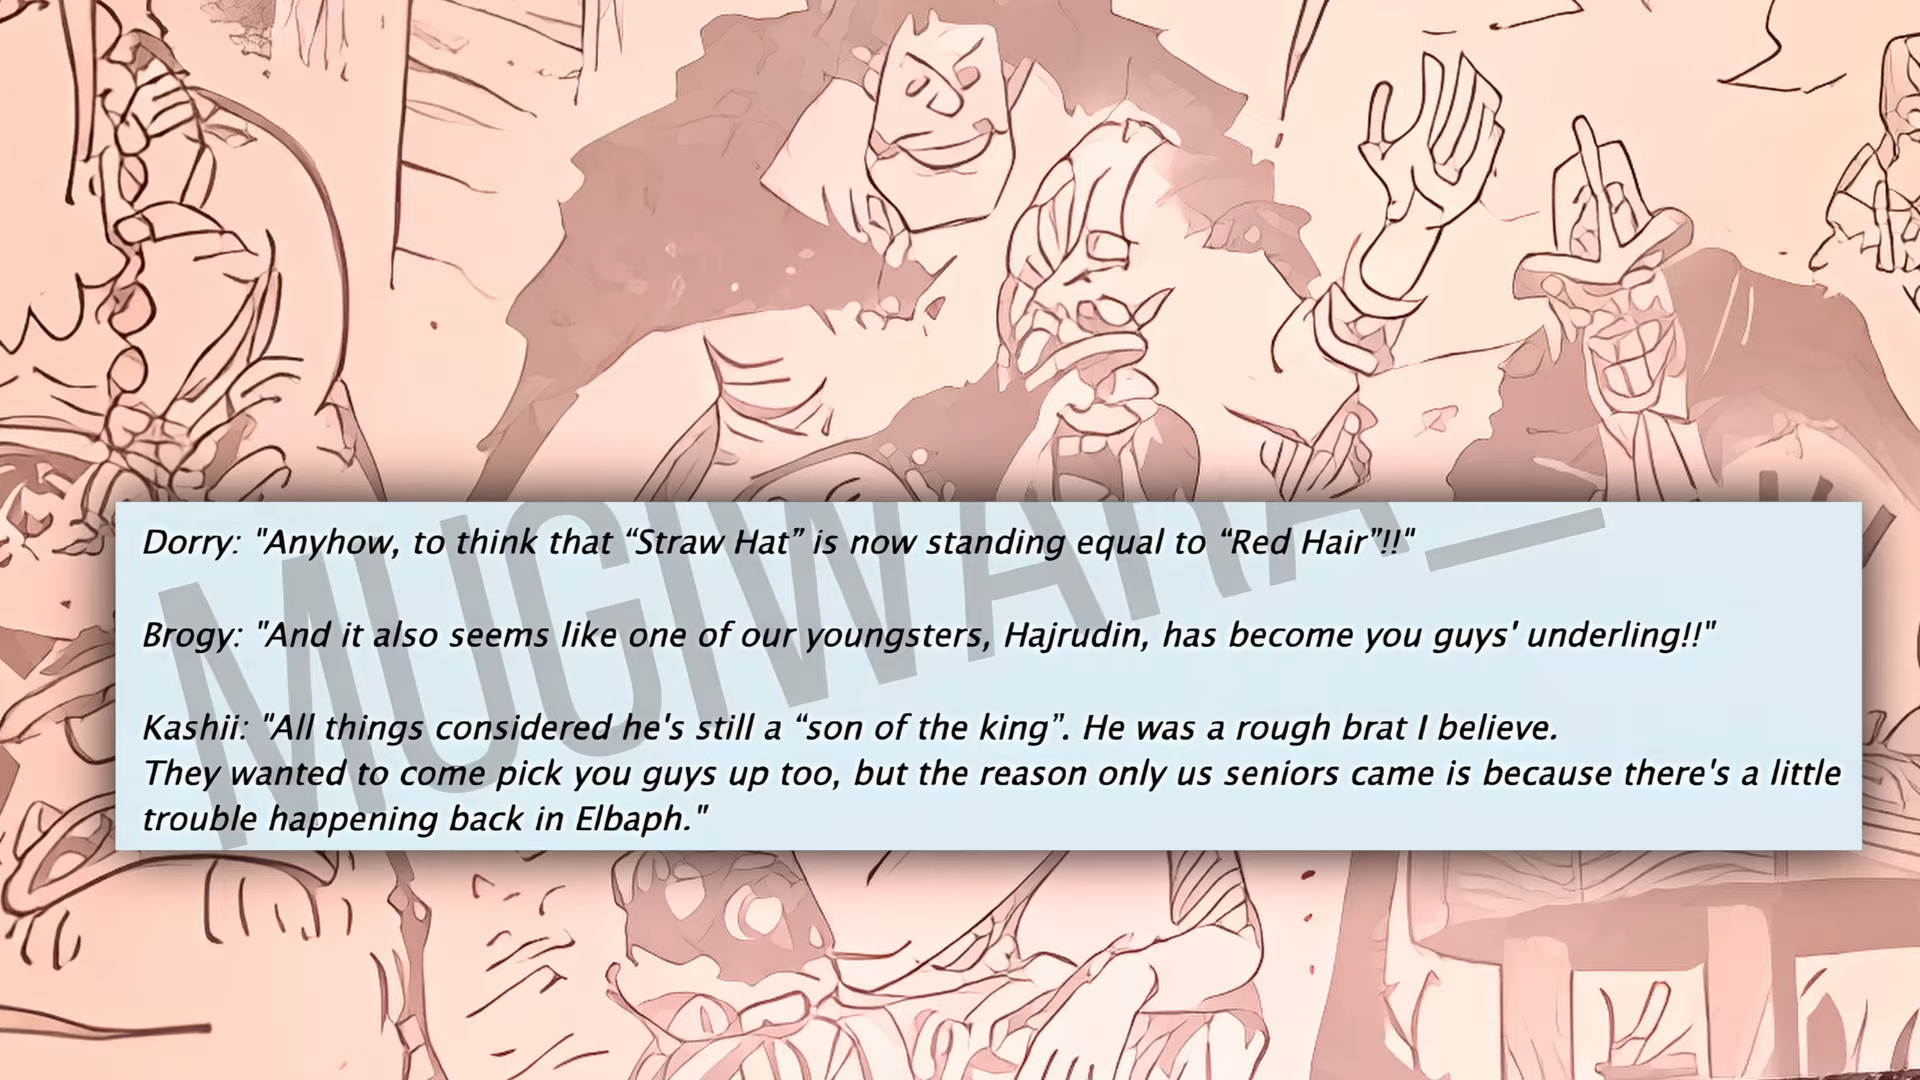 Dorry: "Anyhow, to think that “Straw Hat” is now standing equal to “Red Hair”!!"
Brogy: "And it also seems like one of our youngsters, Hajrudin, has become you guys' underling!!"
Kashii: "All things considered he's still a “son of the king”. He was a rough brat I believe.
They wanted to come pick you guys up too, but the reason only us seniors came is because there's a little
trouble happening back in Elbaph."
MUGIWARA_